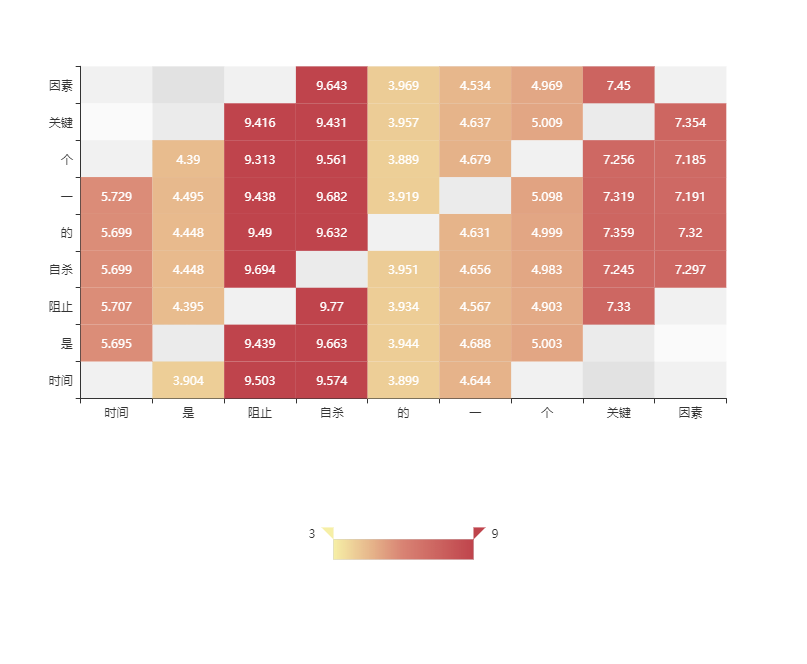 因素 9.643 3.969 4.534 4.969 7.45
关键 9.416 9.431 3.957 4.637 5.009 7.354
个 4.39 9.313 9.561 3.889 4.679 7.256 7.185
一 5.729 4.495 9.438 9.682 3.919 5.098 7.319 7.191
的 5.699 4.448 9.49 9.632 4.631 4.999 7.359 7.32
自杀 5.699 4.448 9.694 3.951 4.656 4.983 7.245 7.297
阻止 5.707 4.395 9.77 3.934 4.567 4.903 7.33
是 5.695 9.439 9.663 3.944 4.688 5.003
时间 3.904 9.503 9.574 3.899 4.644
时间 是 阻止 自杀 的 一 个 关键 因素
3 9